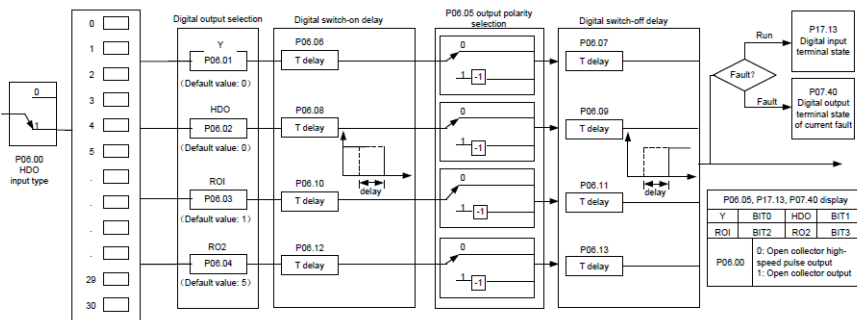 Digital output selection
Digital switch-on delay
P06.05 output polarity
selection
Digital switch-off delay
0
1
2
3
4
5
.
.
.
.
29
30
0
1
P06.00
HDO
input type
Y
P06.01
(Default value: 0)
HDO
P06.02
(Default value: 0)
ROI
P06.03
(Default value: 1)
RO2
P06.04
(Default value: 5)
P06.06
T delay
P06.08
T delay
delay
P06.10
T delay
P06.12
T delay
0
1
-1
0
1
-1
0
1
-1
0
1
-1
P06.07
T delay
P06.09
T delay
delay
P06.11
T delay
P06.13
T delay
Run
Fault?
Fault
P17.13
Digital input
terminal state
P07.40
Digital output
terminal state
of current fault
P06.05, P17.13, P07.40 display
Y BIT0 HDO BIT1
ROI BIT2 RO2 BIT3
P06.00
0: Open collector high-
speed pulse output
1: Open collector output